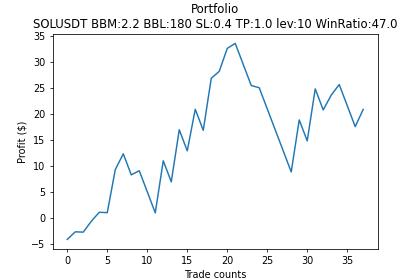 Portfolio
SOLUSDT BBM:2.2 BBL:180 SL:0.4 TP:1.0 lev:10 WinRatio:47.0
35
30
25
20
15
10
5
0
−5
Profit ($)
0 5 10 15 20 25 30 35
Trade counts